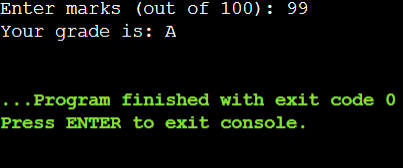 Enter marks (out of 100): 99
Your grade is: A
...Program finished with exit code 0
Press ENTER to exit console.